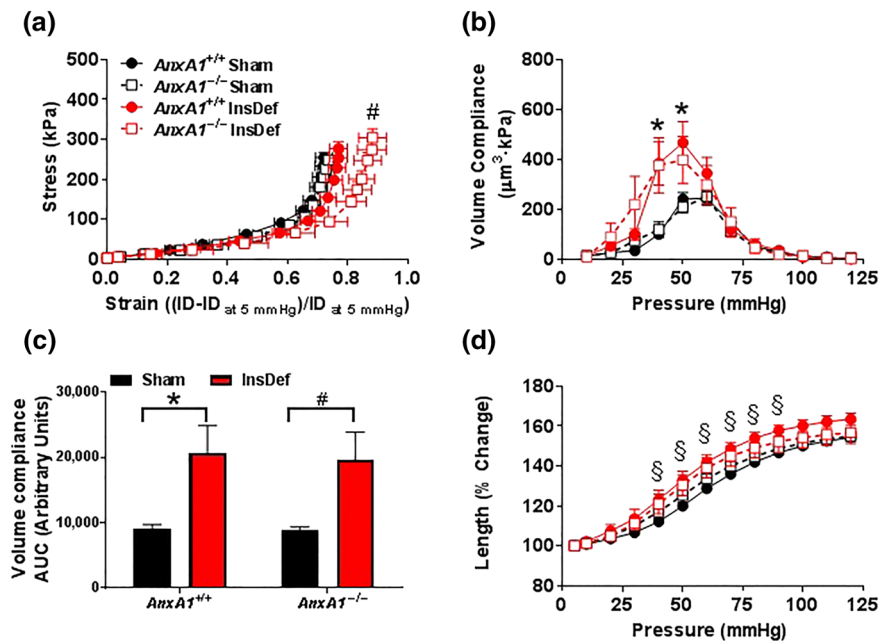 (a)
AnxA1+/+ Sham
AnxA1−/− Sham
AnxA1+/+ InsDef
AnxA1−/− InsDef
#
Stress (kPa)
500
400
300
200
100
0
0.0 0.2 0.4 0.6 0.8 1.0
Strain ((ID-ID at 5 mmHg)/ID at 5 mmHg)
(b)
Volume Compliance
(µm3·kPa)
800
600
400
200
0
* *
0 25 50 75 100 125
Pressure (mmHg)
(c)
Sham InsDef
Volume compliance
AUC (Arbitrary Units)
30,000
20,000
10,000
0
* #
AnxA1+/+ AnxA1−/−
(d)
Length (% Change)
180
160
140
120
100
80
§ § § § § §
0 25 50 75 100 125
Pressure (mmHg)